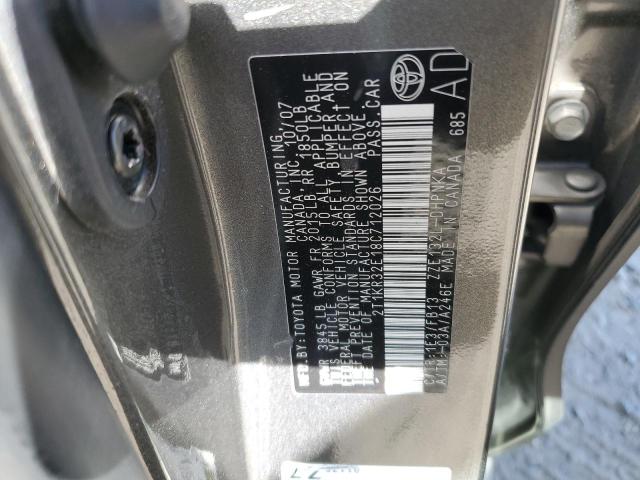 MFD.BY:TOYOTA MOTOR MANUFACTURING,
CANADA, INC. 10/07
GAWR FR 2015LB RR 1850LB
3845LB
THIS VEHICLE CONFORMS TO ALL APPLICABLE
FEDERAL MOTOR VEHICLE SAFETY, BUMPER, AND
THEFT PREVENTION STANDARDS IN EFFECT ON
THE DATE OF MANUFACTURE SHOWN ABOVE.
2T1KR32E18C712026 PASS.CAR
C/TR:1E3/FB13 ZZE132L-DHPNKA
A/TM:-03A/A246E MADE IN CANADA
685
AD
77